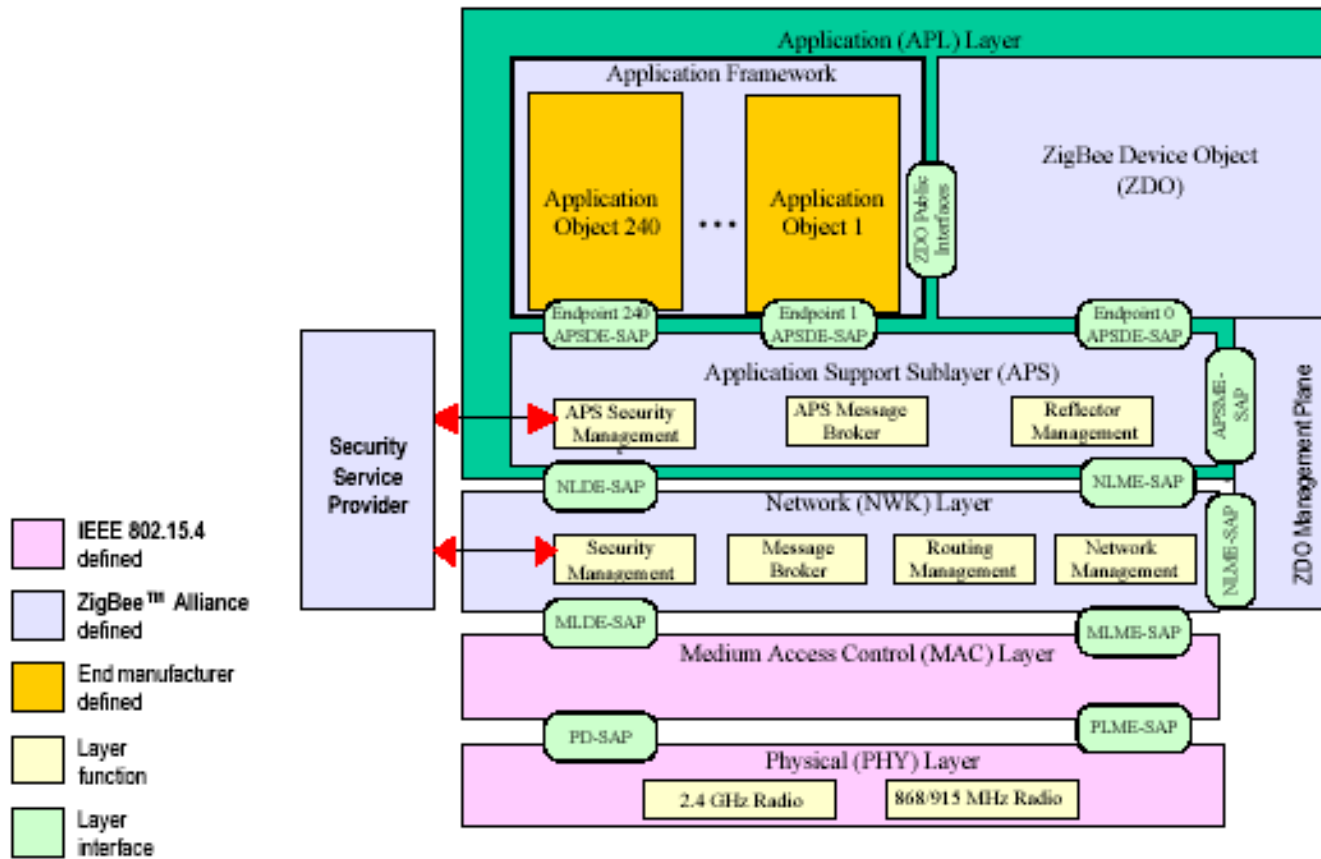 Application (APL) Layer
Application Framework
Application
Object 240
...
Application
Object 1
ZDO Public
Interfaces
ZigBee Device Object
(ZDO)
Endpoint 240
APSDE-SAP
Endpoint 1
APSDE-SAP
Endpoint 0
APSDE-SAP
Application Support Sublayer (APS)
APS Security
Management
APS Message
Broker
Reflector
Management
APSME-
SAP
ZDO Management Plane
Security
Service
Provider
NLDE-SAP
NLME-SAP
Network (NWK) Layer
Security
Management
Message
Broker
Routing
Management
Network
Management
NLME-SAP
MLDE-SAP
MLME-SAP
Medium Access Control (MAC) Layer
PD-SAP
PLME-SAP
Physical (PHY) Layer
2.4 GHz Radio
868/915 MHz Radio
IEEE 802.15.4
defined
ZigBee™ Alliance
defined
End manufacturer
defined
Layer
function
Layer
interface